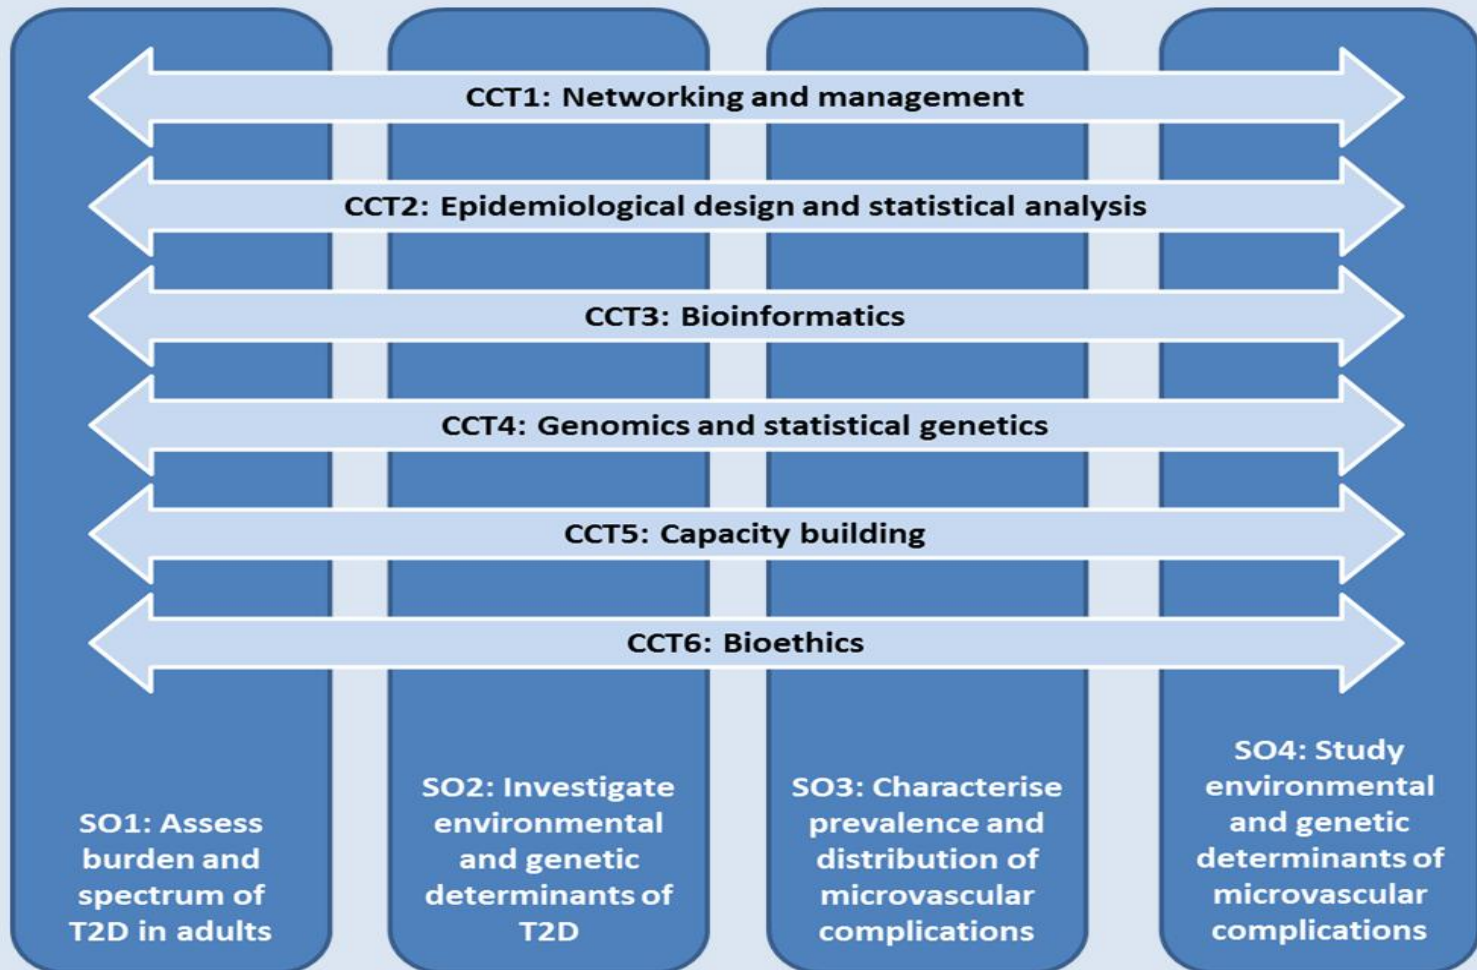 CCT1: Networking and management
CCT2: Epidemiological design and statistical analysis
CCT3: Bioinformatics
CCT4: Genomics and statistical genetics
CCT5: Capacity building
CCT6: Bioethics
SO1: Assess
burden and
spectrum of
T2D in adults
SO2: Investigate
environmental
and genetic
determinants of
T2D
SO3: Characterise
prevalence and
distribution of
microvascular
complications
SO4: Study
environmental
and genetic
determinants of
microvascular
complications